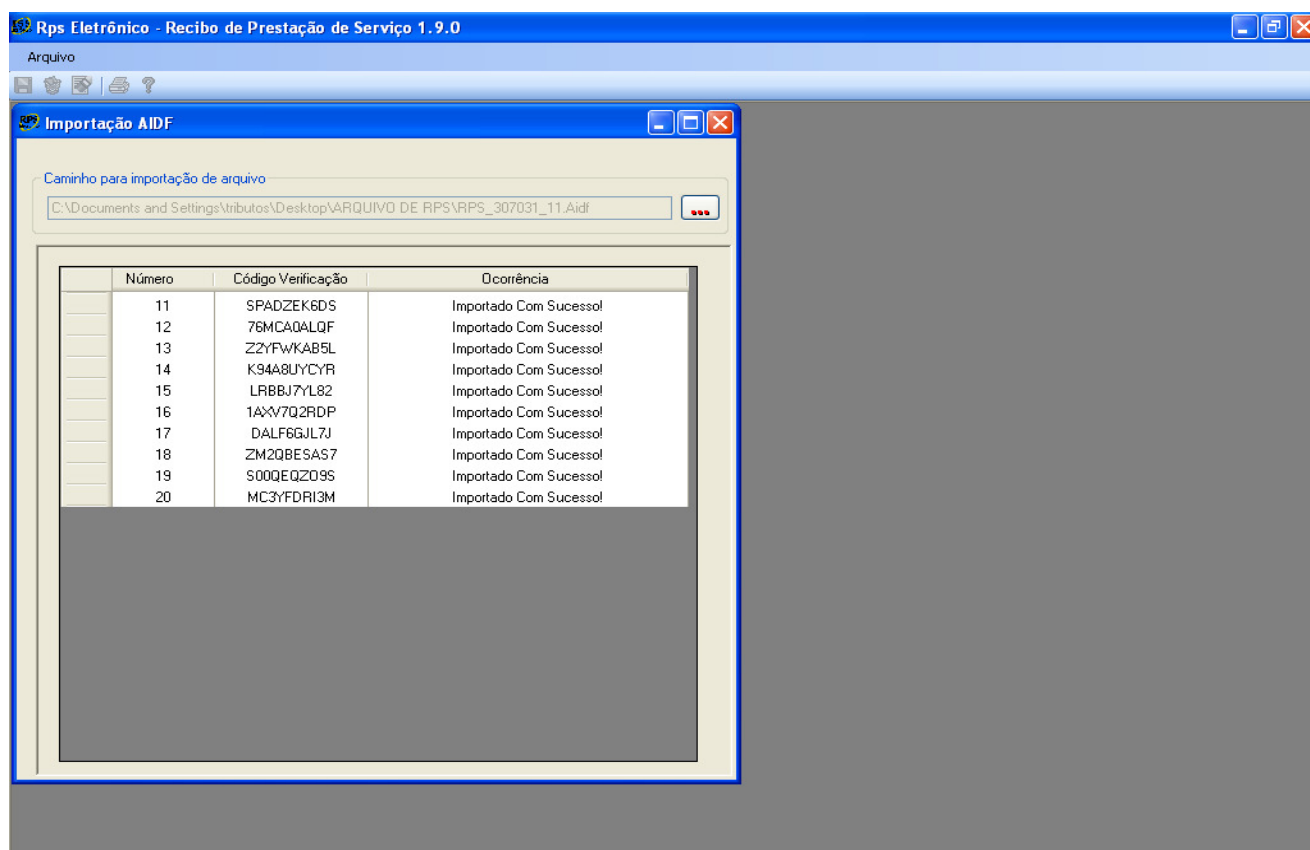 Rps Eletrônico - Recibo de Prestação de Serviço 1.9.0
Arquivo
RPS Importação AIDF
Caminho para importação de arquivo
C:\Documents and Settings\tributos\Desktop\ARQUIVO DE RPS\RPS_307031_11.Aidf ...
Número Código Verificação Ocorrência
11 SPADZEK6DS Importado Com Sucesso!
12 76MCA0ALQF Importado Com Sucesso!
13 Z2YFWKAB5L Importado Com Sucesso!
14 K94A8UYCYR Importado Com Sucesso!
15 LRBBJ7YL82 Importado Com Sucesso!
16 1AXV7Q2RDP Importado Com Sucesso!
17 DALF6GJL7J Importado Com Sucesso!
18 ZM2QBESAS7 Importado Com Sucesso!
19 S00QEQZO9S Importado Com Sucesso!
20 MC3YFDRI3M Importado Com Sucesso!